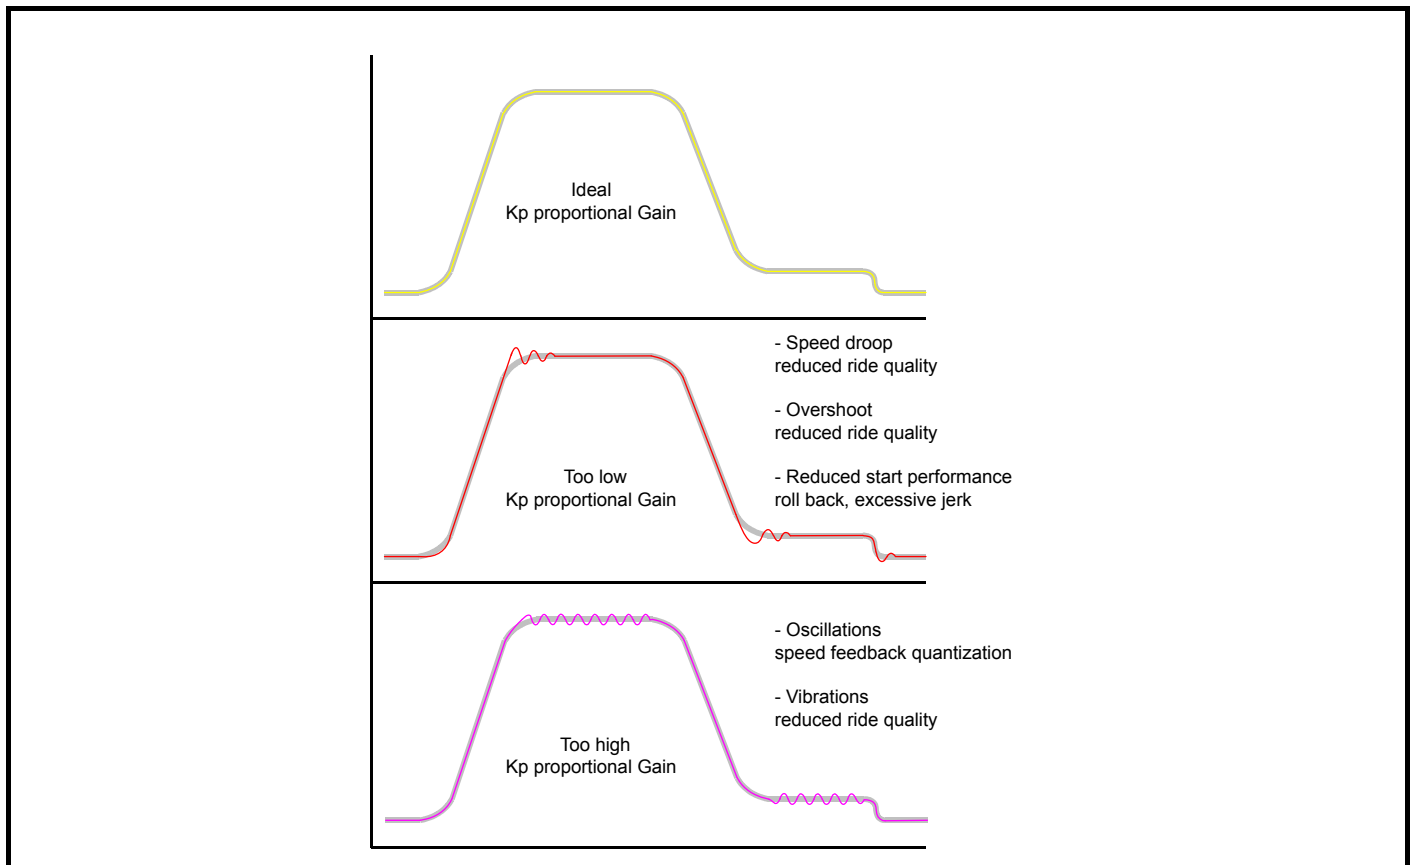 Ideal
Kp proportional Gain
- Speed droop
reduced ride quality
- Overshoot
reduced ride quality
- Reduced start performance
roll back, excessive jerk
Too low
Kp proportional Gain
- Oscillations
speed feedback quantization
- Vibrations
reduced ride quality
Too high
Kp proportional Gain